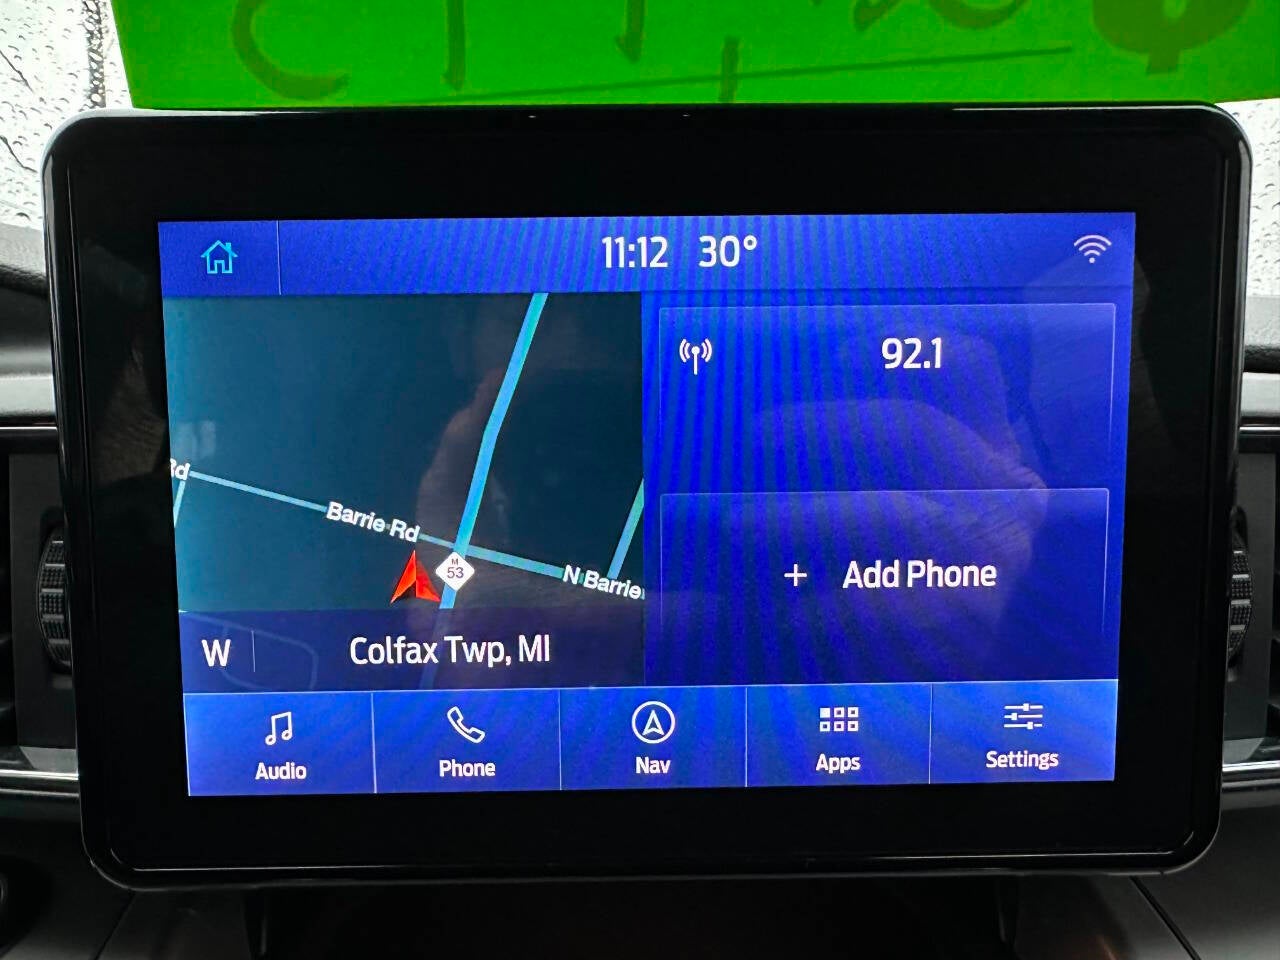 11:12 30°
92.1
Rd
Barrie Rd
M
53
N Barrie
+ Add Phone
W Colfax Twp, MI
Audio Phone Nav Apps Settings